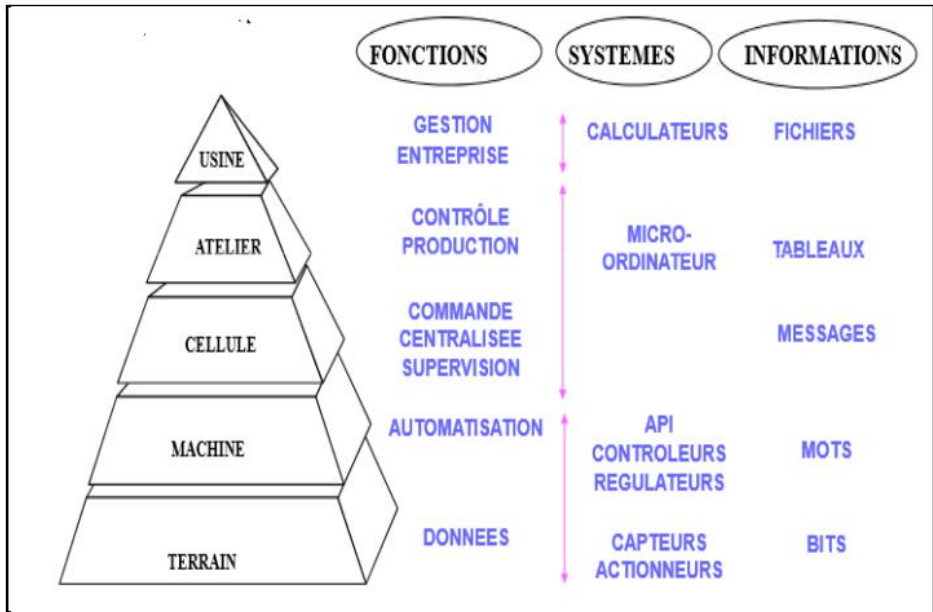 FONCTIONS SYSTEMES INFORMATIONS
USINE
GESTION
ENTREPRISE
CALCULATEURS
FICHIERS
ATELIER
CONTRÔLE
PRODUCTION
MICRO-
ORDINATEUR
TABLEAUX
CELLULE
COMMANDE
CENTRALISEE
SUPERVISION
MESSAGES
MACHINE
AUTOMATISATION
API
CONTROLEURS
REGULATEURS
MOTS
TERRAIN
DONNEES
CAPTEURS
ACTIONNEURS
BITS